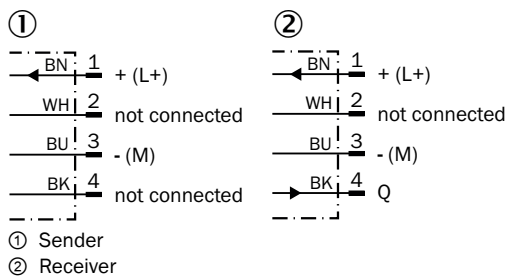 ① ②
BN 1 + (L+) BN 1 + (L+)
WH 2 not connected WH 2 not connected
BU 3 - (M) BU 3 - (M)
BK 4 not connected BK 4 Q
① Sender
② Receiver